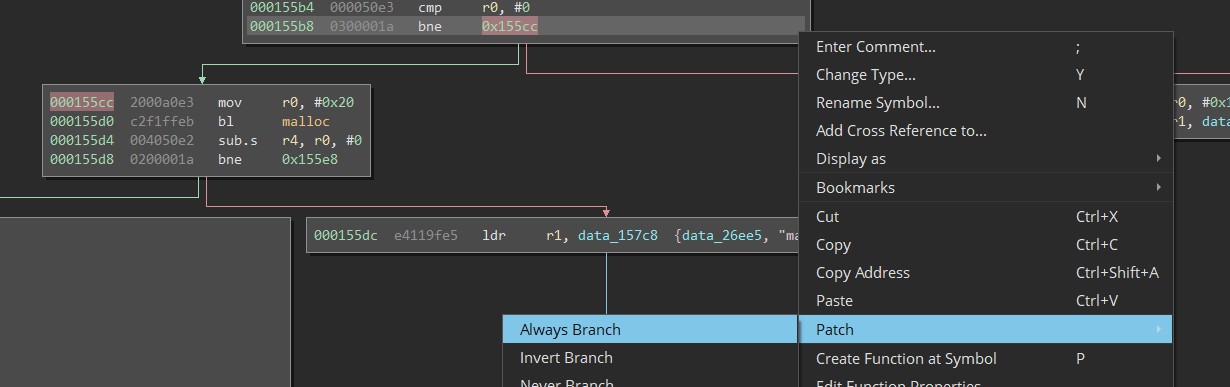 000155b4 000050e3 cmp r0, #0
000155b8 0300001a bne 0x155cc
000155cc 2000a0e3 mov r0, #0x20
000155d0 c2f1ffeb bl malloc
000155d4 004050e2 sub.s r4, r0, #0
000155d8 0200001a bne 0x155e8
r0, #0x1
r1, data
000155dc e4119fe5 ldr r1, data_157c8 {data_26ee5, "ma
Enter Comment... ;
Change Type... Y
Rename Symbol... N
Add Cross Reference to...
Display as
Bookmarks
Cut Ctrl+X
Copy Ctrl+C
Copy Address Ctrl+Shift+A
Paste Ctrl+V
Patch
Create Function at Symbol P
Edit Function Properties
Always Branch
Invert Branch
Never Branch